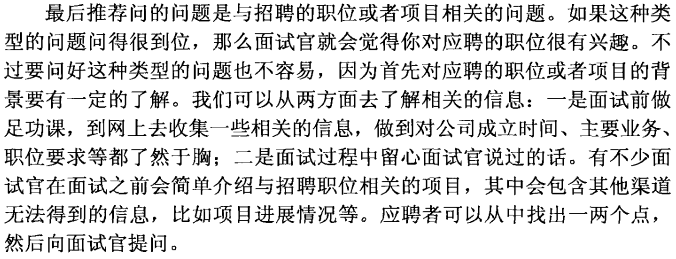 最后推荐问的问题是与招聘的职位或者项目相关的问题。如果这种类
型的问题问得很到位，那么面试官就会觉得你对应聘的职位很有兴趣。不
过要问好这种类型的问题也不容易，因为首先对应聘的职位或者项目的背
景要有一定的了解。我们可以从两方面去了解相关的信息：一是面试前做
足功课，到网上去收集一些相关的信息，做到对公司成立时间、主要业务、
职位要求等都了然于胸；二是面试过程中留心面试官说过的话。有不少面
试官在面试之前会简单介绍与招聘职位相关的项目，其中会包含其他渠道
无法得到的信息，比如项目进展情况等。应聘者可以从中找出一两个点，
然后向面试官提问。